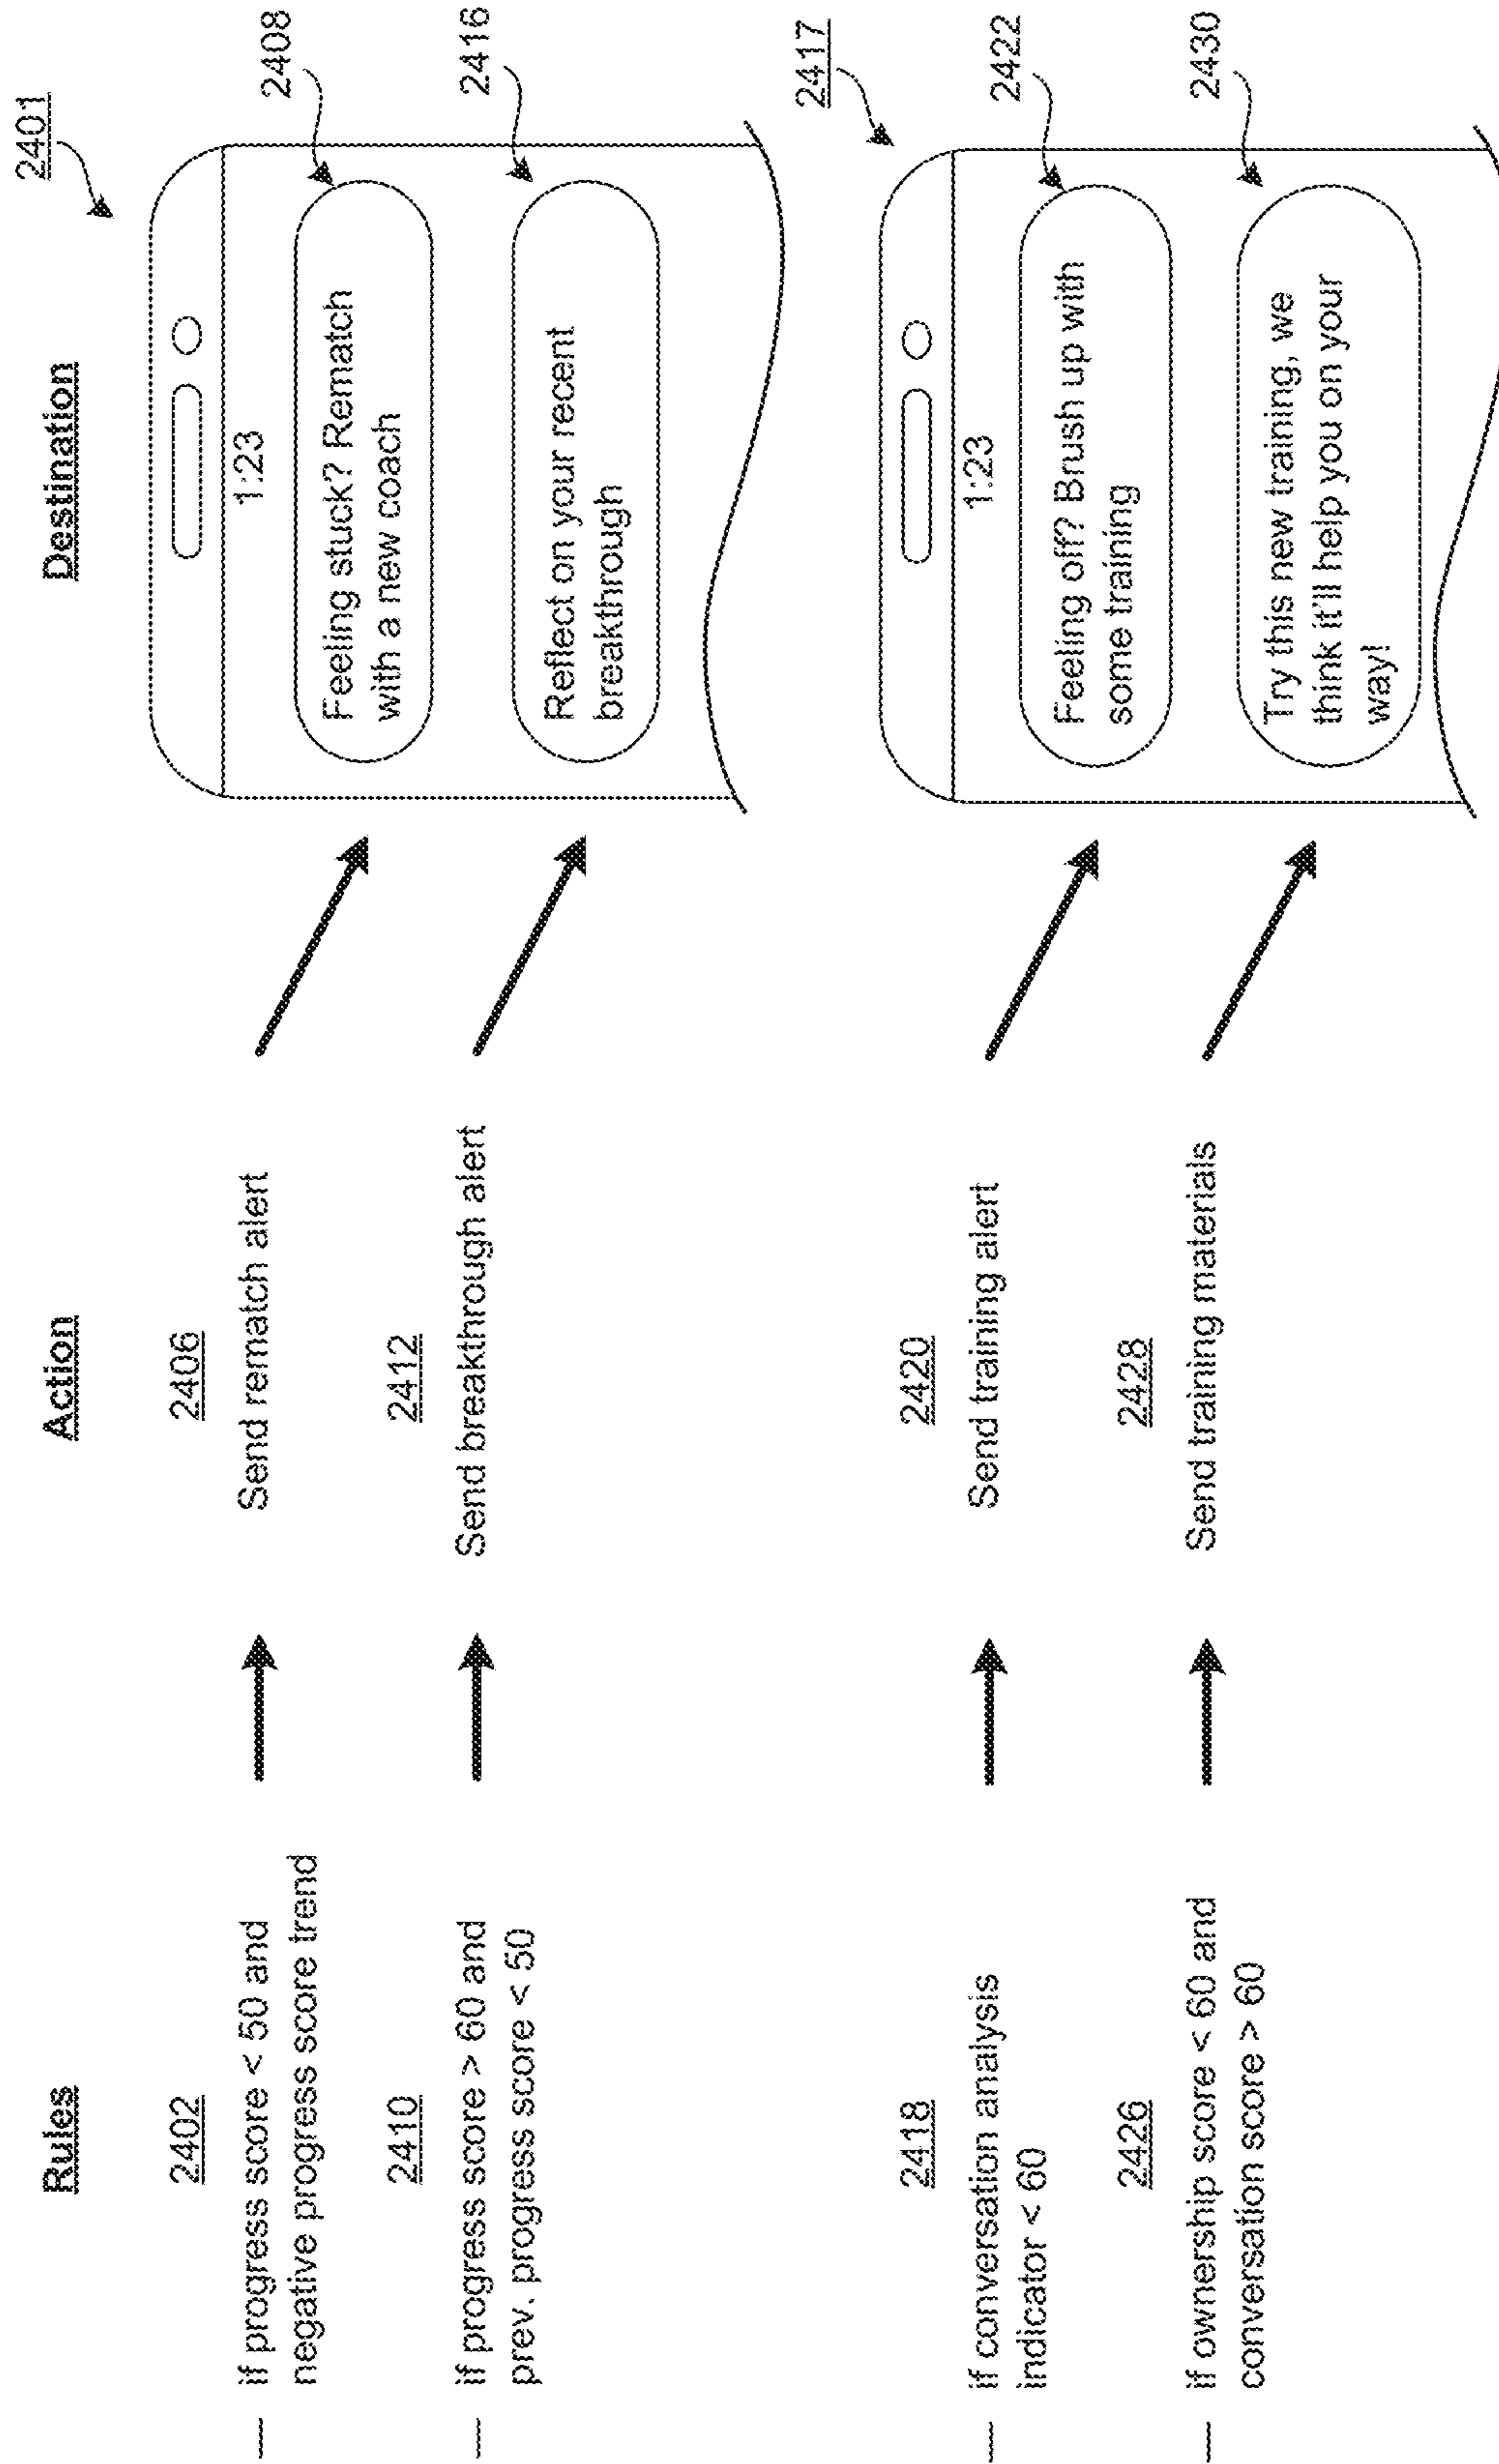 Rules
Action
Destination
2401
2402
if progress score < 50 and
negative progress score trend
2406
Send rematch alert
1:23
Feeling stuck? Rematch
with a new coach
2408
2410
if progress score > 60 and
prev. progress score < 50
2412
Send breakthrough alert
Reflect on your recent
breakthrough
2416
2417
2418
if conversation analysis
indicator < 60
2420
Send training alert
1:23
Feeling off? Brush up with
some training
2422
2426
if ownership score < 60 and
conversation score > 60
2428
Send training materials
Try this new training, we
think it'll help you on your
way!
2430